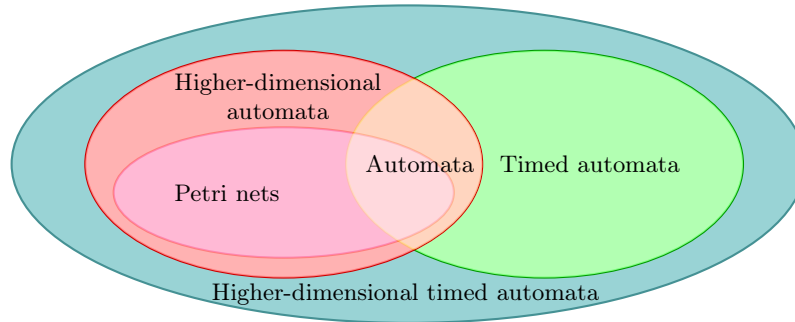 Higher-dimensional
automata
Automata
Timed automata
Petri nets
Higher-dimensional timed automata